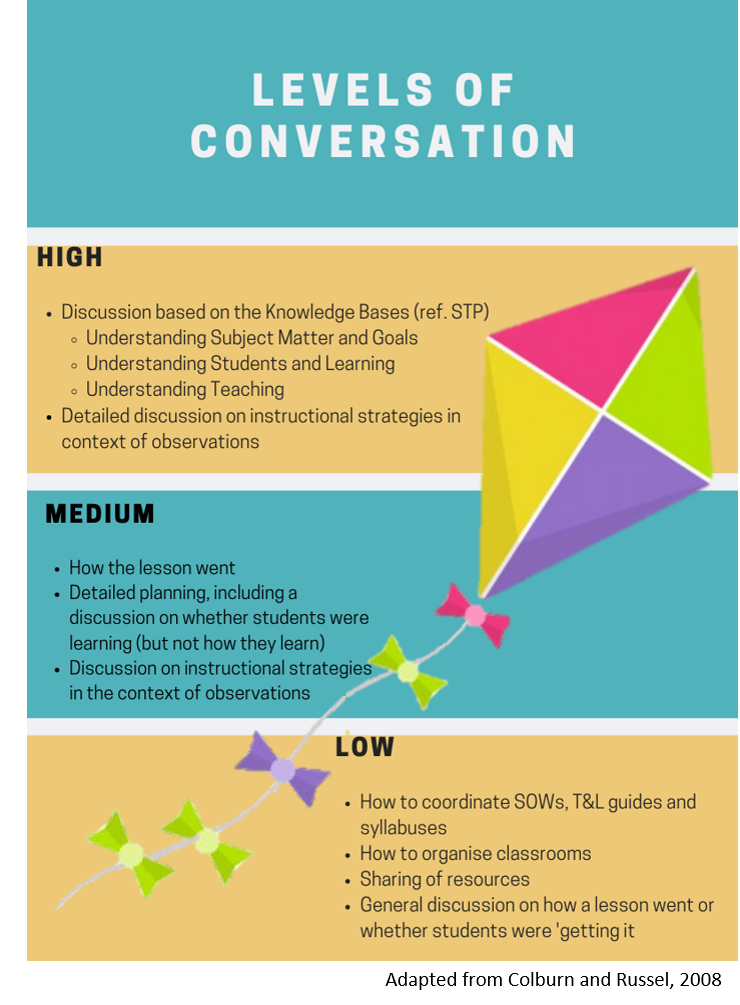 LEVELS OF
CONVERSATION
HIGH
• Discussion based on the Knowledge Bases (ref. STP)
◦ Understanding Subject Matter and Goals
◦ Understanding Students and Learning
◦ Understanding Teaching
• Detailed discussion on instructional strategies in
context of observations
MEDIUM
• How the lesson went
• Detailed planning, including a
discussion on whether students were
learning (but not how they learn)
• Discussion on instructional strategies
in the context of observations
LOW
• How to coordinate SOWs, T&L guides and
syllabuses
• How to organise classrooms
• Sharing of resources
• General discussion on how a lesson went or
whether students were 'getting it
Adapted from Colburn and Russel, 2008